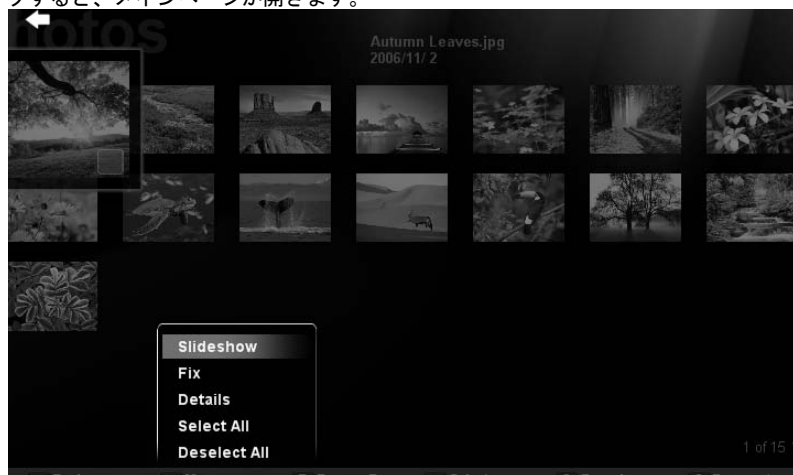 すると、メインページが開きます。
hotos
Autumn Leaves.jpg
2006/11/ 2
Slideshow
Fix
Details
Select All
Deselect All
1 of 15